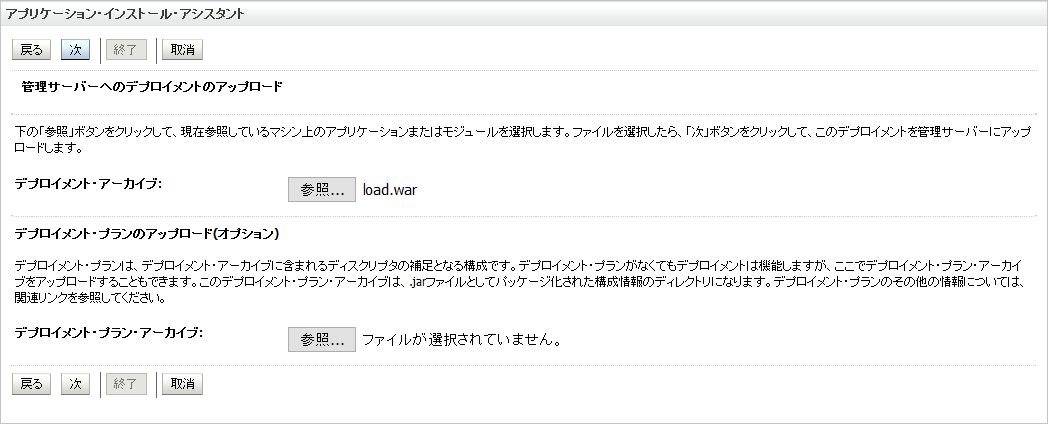 アプリケーション・インストール・アシスタント
戻る 次 終了 取消
管理サーバーへのデプロイメントのアップロード
下の「参照」ボタンをクリックして、現在参照しているマシン上のアプリケーションまたはモジュールを選択します。ファイルを選択したら、「次」ボタンをクリックして、このデプロイメントを管理サーバーにアップ
ロードします。
デプロイメント・アーカイブ: 参照... load.war
デプロイメント・プランのアップロード(オプション)
デプロイメント・プランは、デプロイメント・アーカイブに含まれるディスクリプタの補足となる構成です。デプロイメント・プランがなくてもデプロイメントは機能しますが、ここでデプロイメント・プラン・アーカイ
ブをアップロードすることもできます。このデプロイメント・プラン・アーカイブは、.jarファイルとしてパッケージ化された構成情報のディレクトリになります。デプロイメント・プランのその他の情報については、
関連リンクを参照してください。
デプロイメント・プラン・アーカイブ: 参照... ファイルが選択されていません。
戻る 次 終了 取消